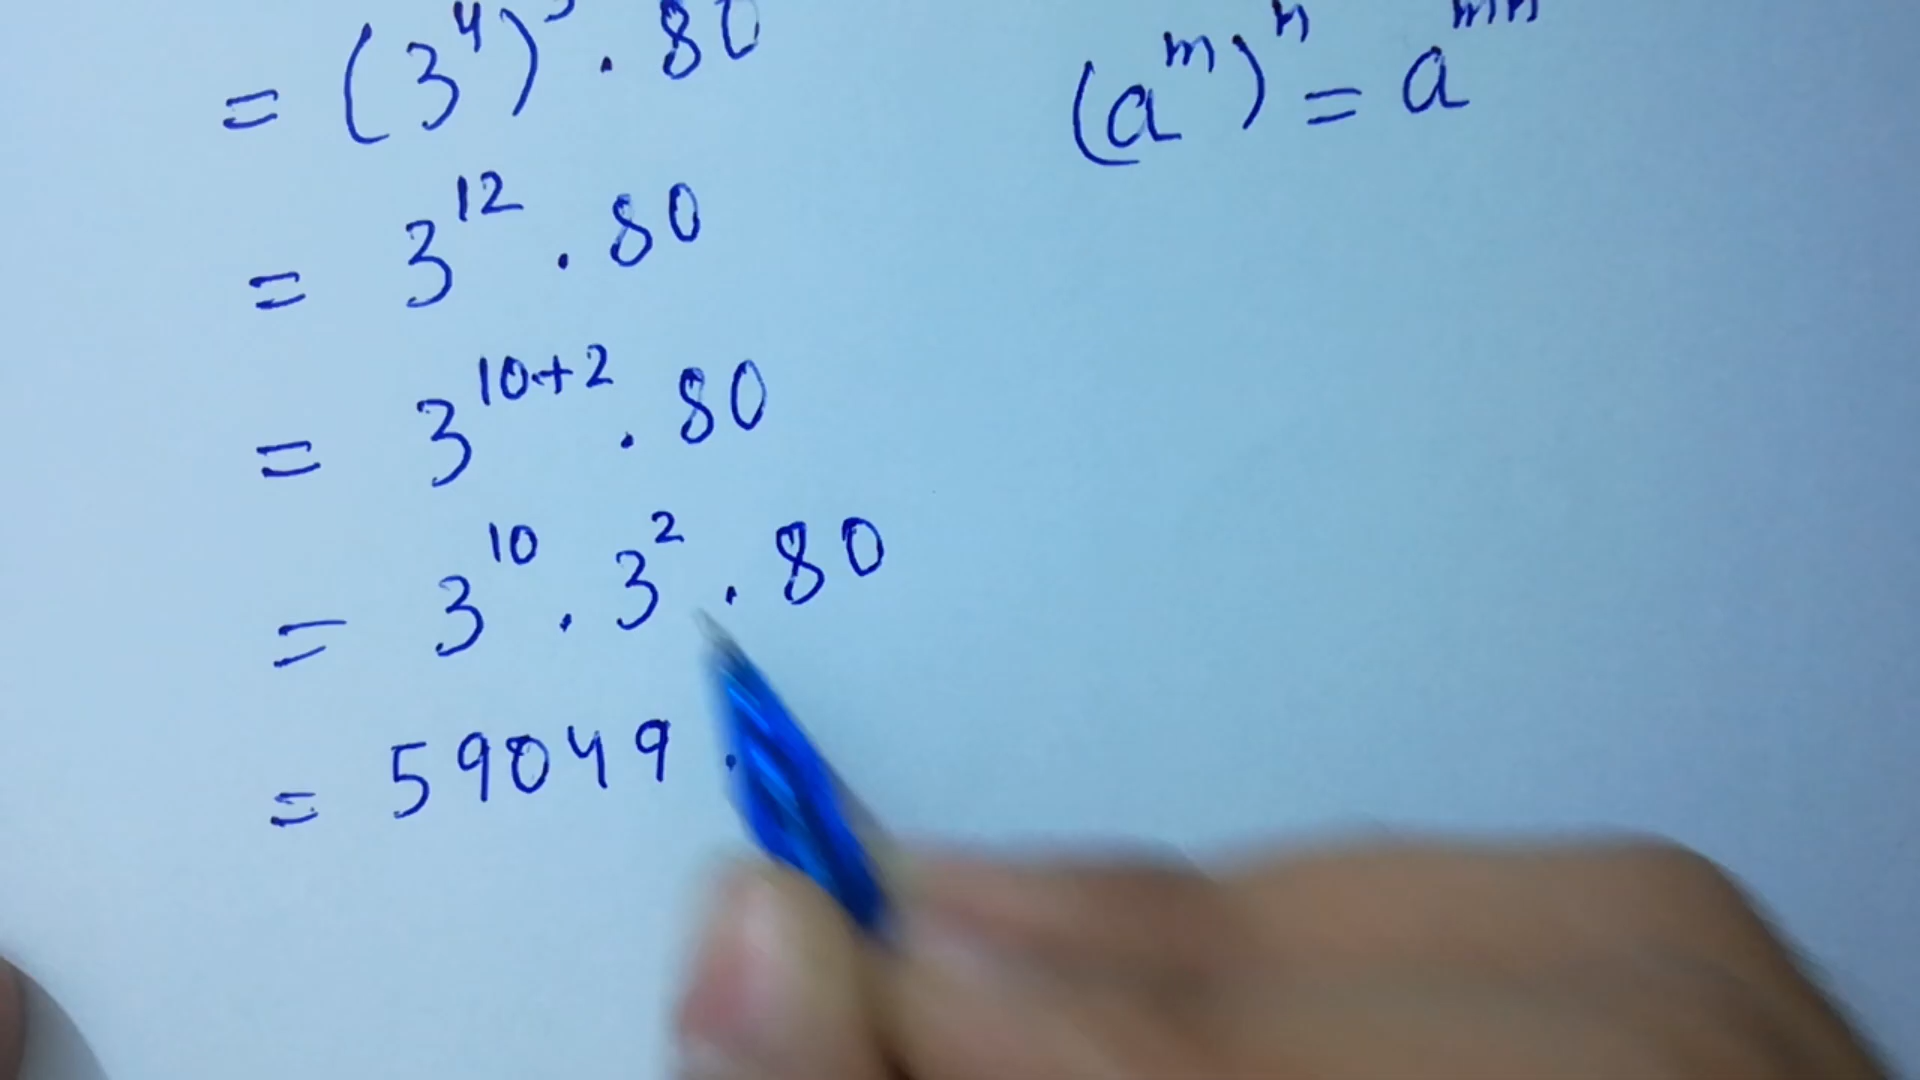 = (3⁴)³ . 80
(aᵐ)ⁿ = aᵐⁿ
= 3¹² . 80
= 3¹⁰⁺² . 80
= 3¹⁰ . 3² . 80
= 59049 .